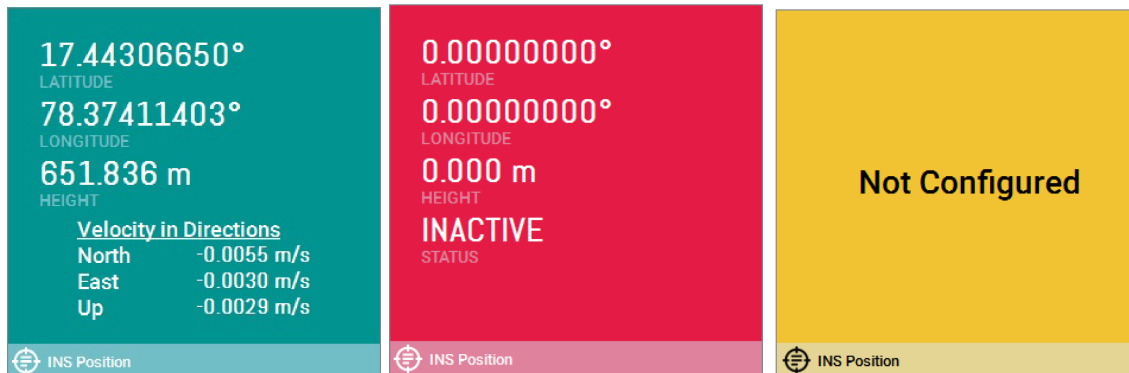 17.44306650°
LATITUDE
78.37411403°
LONGITUDE
651.836 m
HEIGHT
Velocity in Directions
North -0.0055 m/s
East -0.0030 m/s
Up -0.0029 m/s
INS Position
0.00000000°
LATITUDE
0.00000000°
LONGITUDE
0.000 m
HEIGHT
INACTIVE
STATUS
INS Position
Not Configured
INS Position